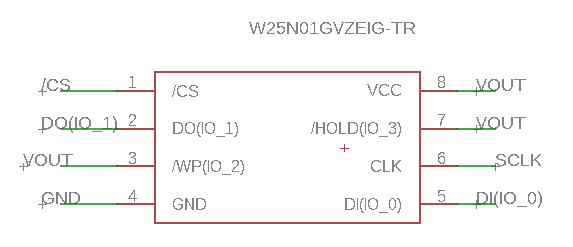 W25N01GVZEIG-TR
/CS 1 /CS VCC 8 VOUT
DO(IO_1) 2 DO(IO_1) /HOLD(IO_3) 7 VOUT
VOUT 3 /WP(IO_2) CLK 6 SCLK
GND 4 GND DI(IO_0) 5 DI(IO_0)